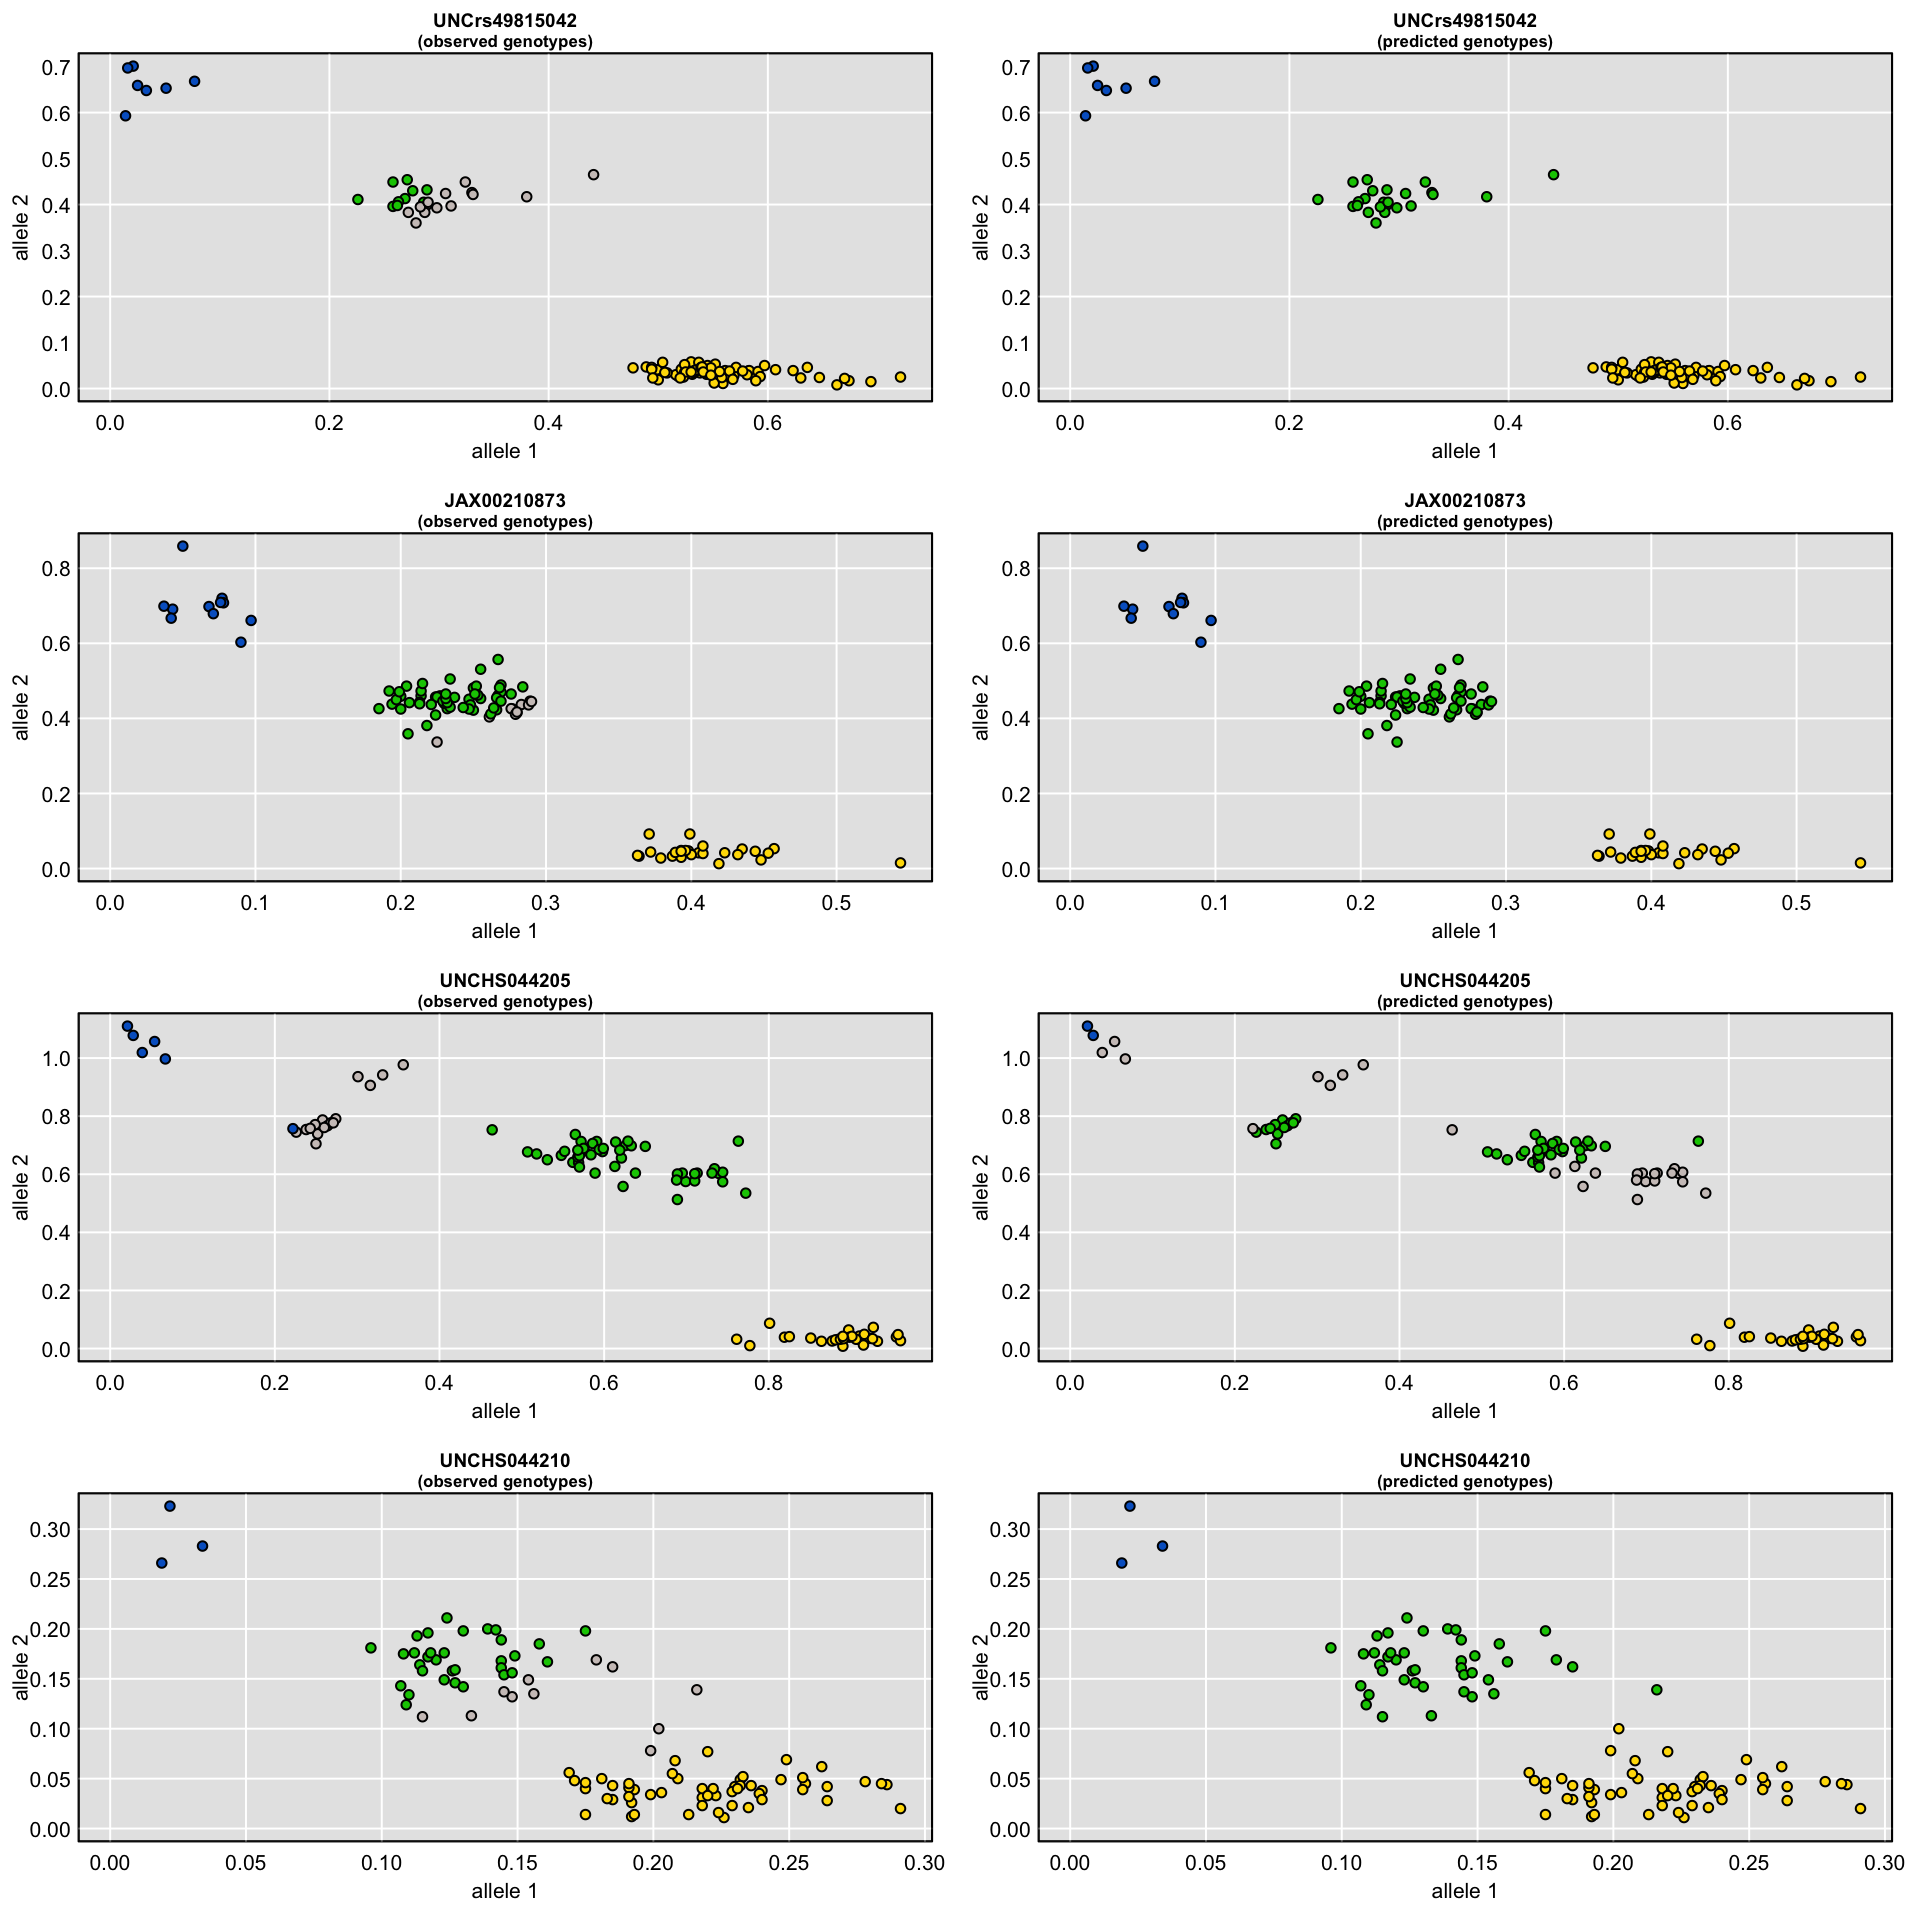 UNCrs49815042
(observed genotypes)
0.7
0.6
0.5
0.4
0.3
0.2
0.1
0.0
allele 2
0.0 0.2 0.4 0.6
allele 1
UNCrs49815042
(predicted genotypes)
0.7
0.6
0.5
0.4
0.3
0.2
0.1
0.0
allele 2
0.0 0.2 0.4 0.6
allele 1
JAX00210873
(observed genotypes)
0.8
0.6
0.4
0.2
0.0
allele 2
0.0 0.1 0.2 0.3 0.4 0.5
allele 1
JAX00210873
(predicted genotypes)
0.8
0.6
0.4
0.2
0.0
allele 2
0.0 0.1 0.2 0.3 0.4 0.5
allele 1
UNCHS044205
(observed genotypes)
1.0
0.8
0.6
0.4
0.2
0.0
allele 2
0.0 0.2 0.4 0.6 0.8
allele 1
UNCHS044205
(predicted genotypes)
1.0
0.8
0.6
0.4
0.2
0.0
allele 2
0.0 0.2 0.4 0.6 0.8
allele 1
UNCHS044210
(observed genotypes)
0.30
0.25
0.20
0.15
0.10
0.05
0.00
allele 2
0.00 0.05 0.10 0.15 0.20 0.25 0.30
allele 1
UNCHS044210
(predicted genotypes)
0.30
0.25
0.20
0.15
0.10
0.05
0.00
allele 2
0.00 0.05 0.10 0.15 0.20 0.25 0.30
allele 1